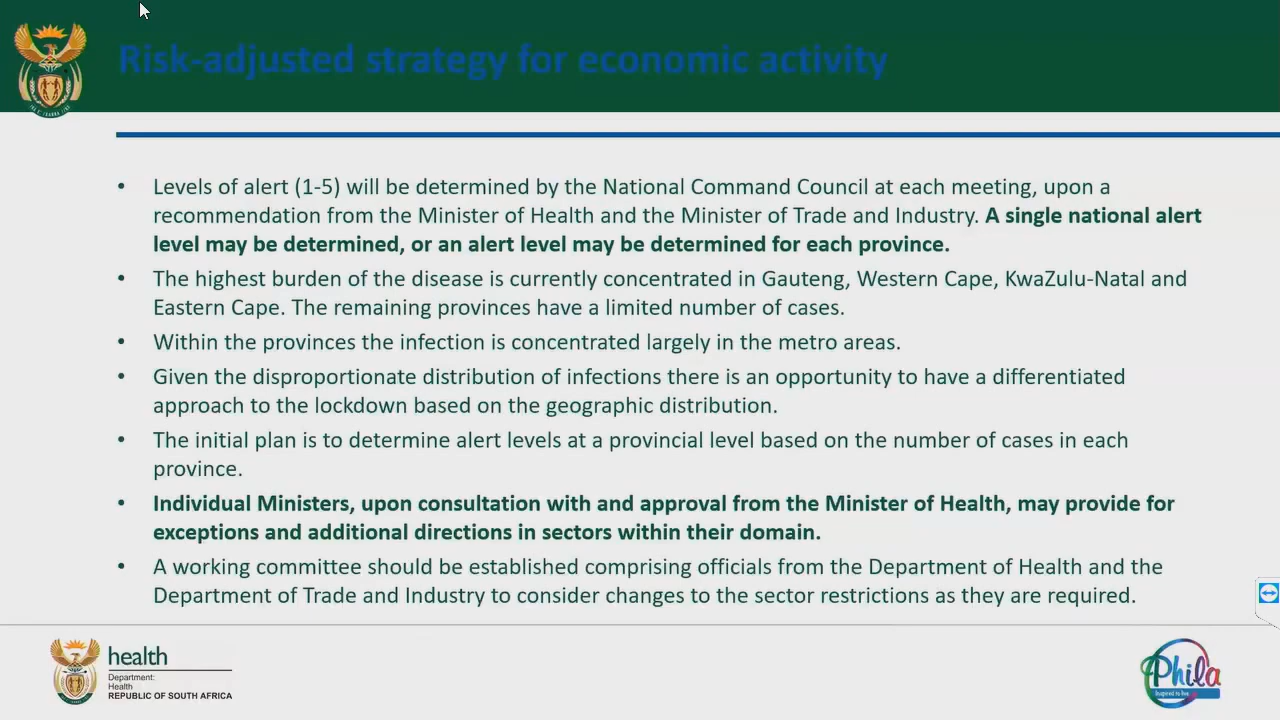 Risk-adjusted strategy for economic activity
• Levels of alert (1-5) will be determined by the National Command Council at each meeting, upon a
recommendation from the Minister of Health and the Minister of Trade and Industry. A single national alert
level may be determined, or an alert level may be determined for each province.
• The highest burden of the disease is currently concentrated in Gauteng, Western Cape, KwaZulu-Natal and
Eastern Cape. The remaining provinces have a limited number of cases.
• Within the provinces the infection is concentrated largely in the metro areas.
• Given the disproportionate distribution of infections there is an opportunity to have a differentiated
approach to the lockdown based on the geographic distribution.
• The initial plan is to determine alert levels at a provincial level based on the number of cases in each
province.
• Individual Ministers, upon consultation with and approval from the Minister of Health, may provide for
exceptions and additional directions in sectors within their domain.
• A working committee should be established comprising officials from the Department of Health and the
Department of Trade and Industry to consider changes to the sector restrictions as they are required.
health
Department:
Health
REPUBLIC OF SOUTH AFRICA
Phila
Inspired to live